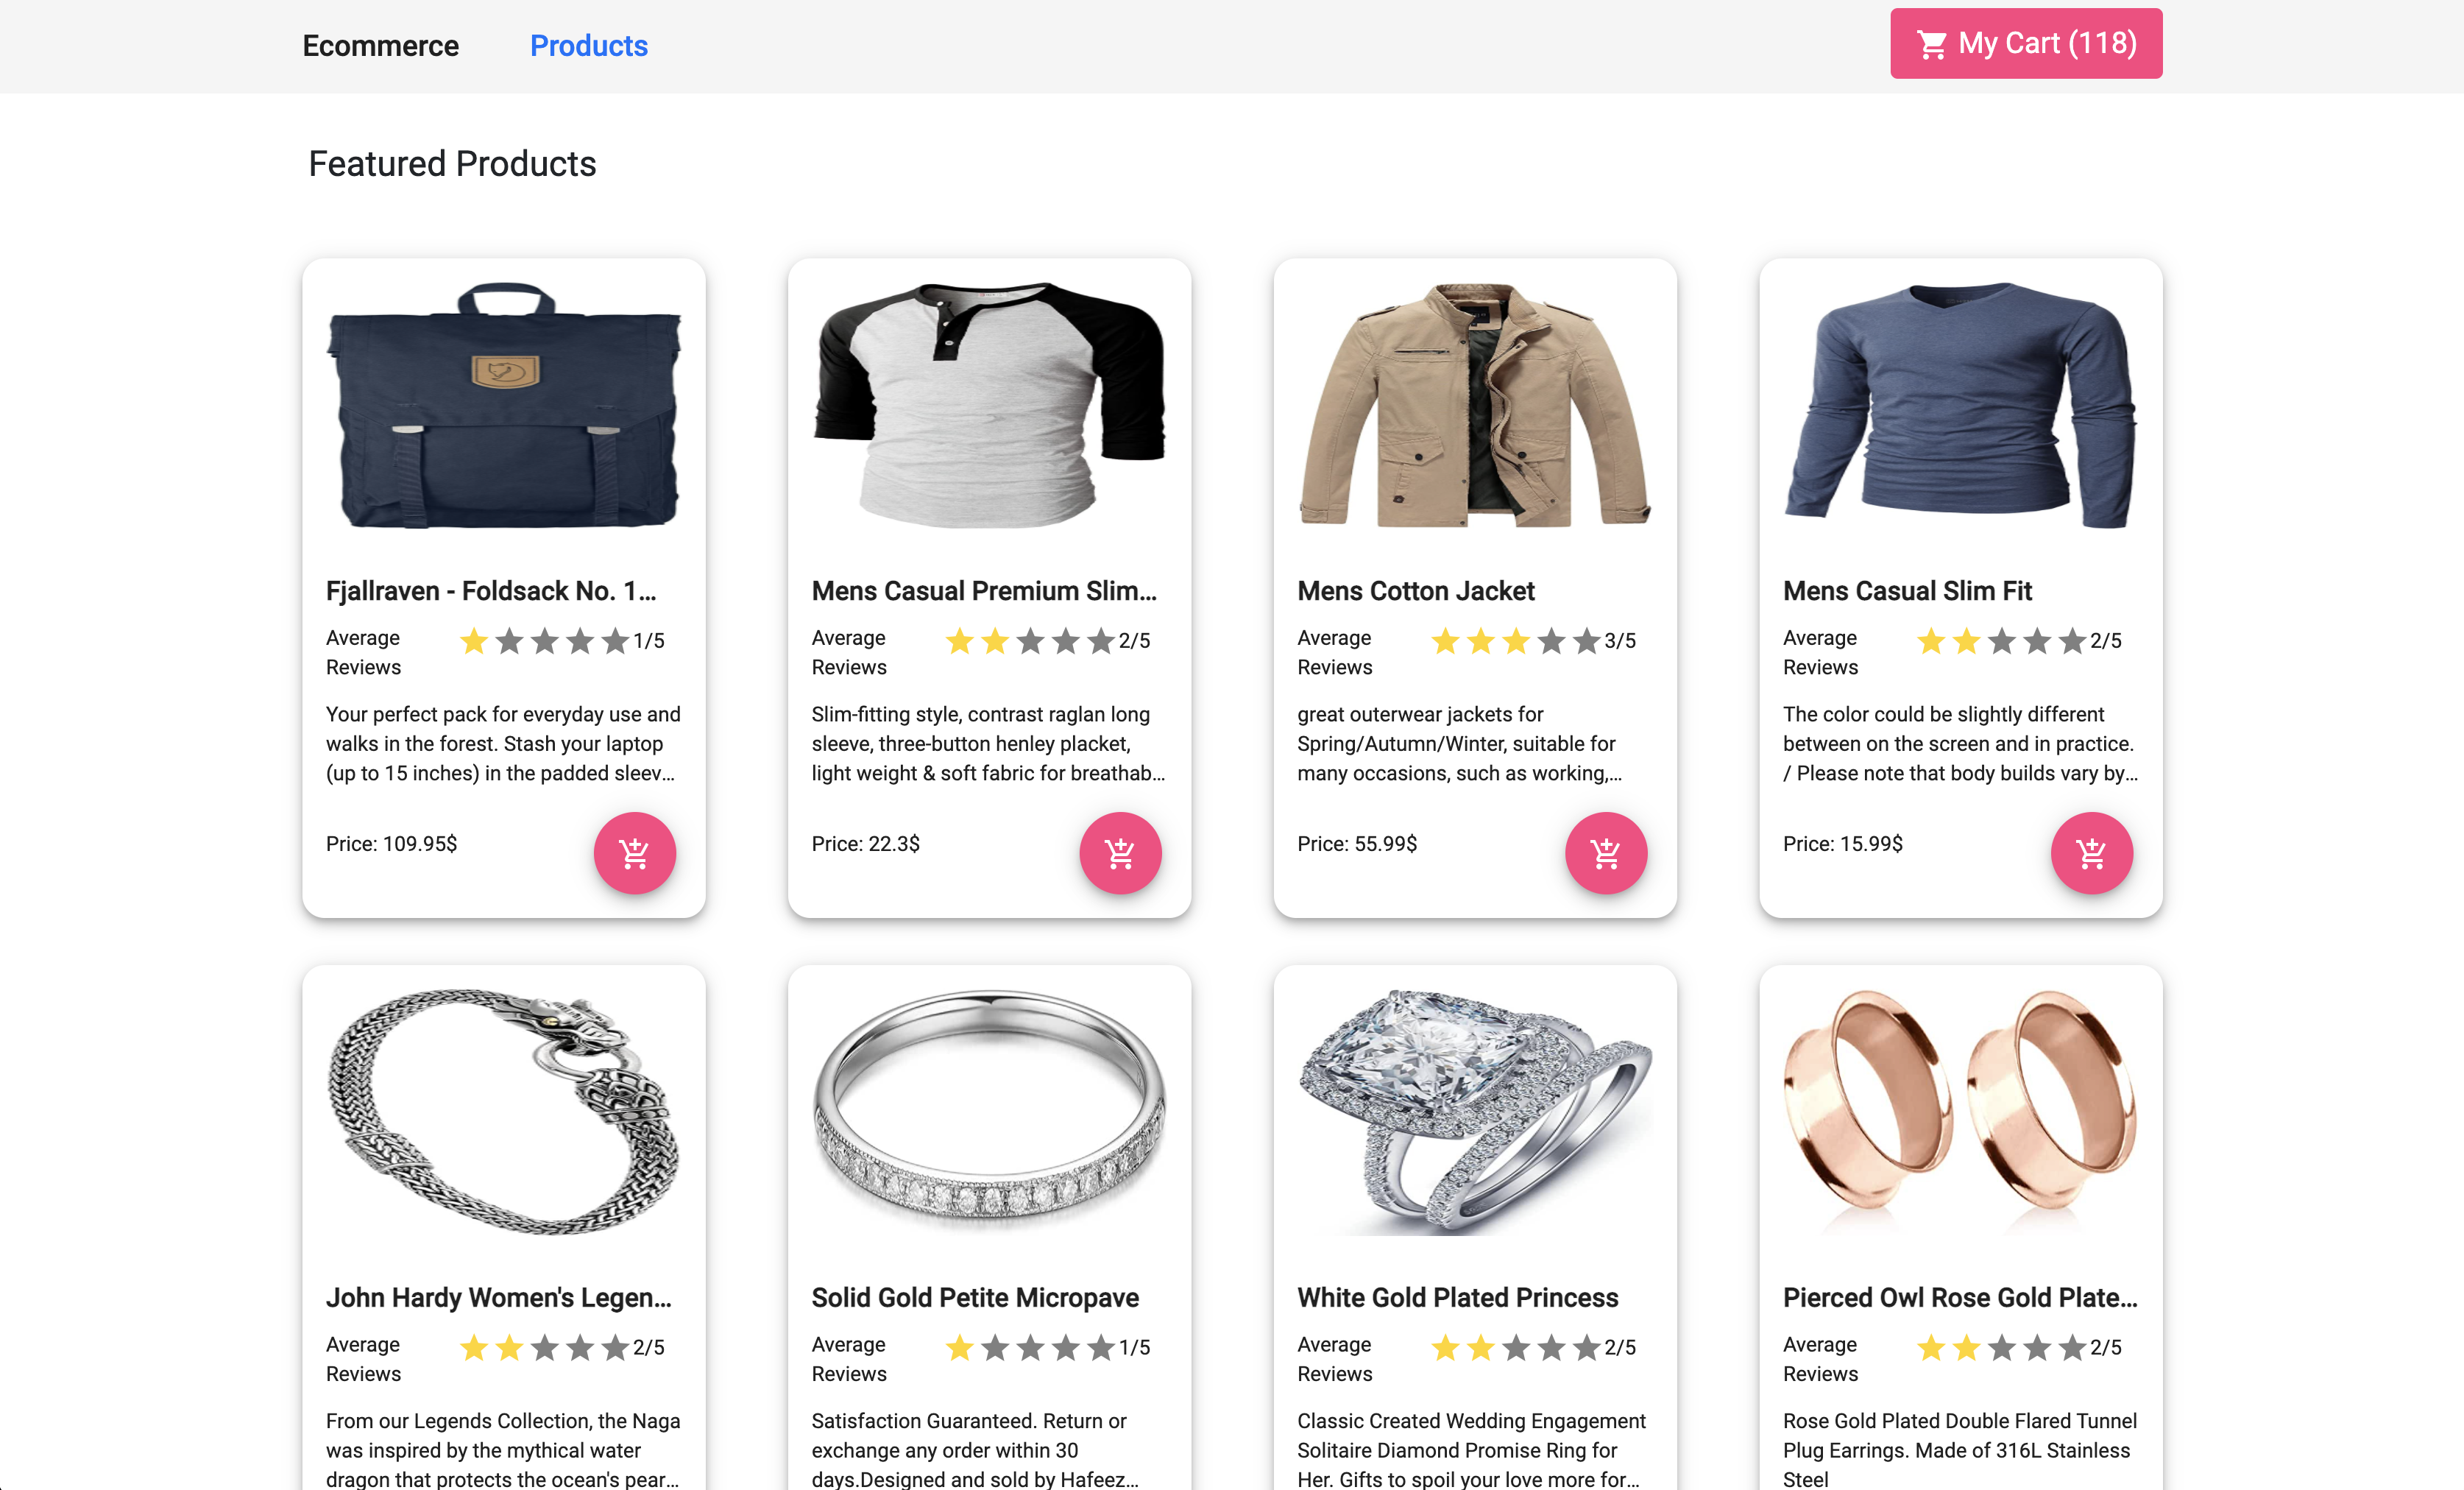 Ecommerce Products My Cart (118)
Featured Products
Fjallraven - Foldsack No. 1...
Average
Reviews
1/5
Your perfect pack for everyday use and
walks in the forest. Stash your laptop
(up to 15 inches) in the padded sleev...
Price: 109.95$
Mens Casual Premium Slim...
Average
Reviews
2/5
Slim-fitting style, contrast raglan long
sleeve, three-button henley placket,
light weight & soft fabric for breathab...
Price: 22.3$
Mens Cotton Jacket
Average
Reviews
3/5
great outerwear jackets for
Spring/Autumn/Winter, suitable for
many occasions, such as working,...
Price: 55.99$
Mens Casual Slim Fit
Average
Reviews
2/5
The color could be slightly different
between on the screen and in practice.
/ Please note that body builds vary by...
Price: 15.99$
John Hardy Women's Legen...
Average
Reviews
2/5
From our Legends Collection, the Naga
was inspired by the mythical water
dragon that protects the ocean's pear...
Solid Gold Petite Micropave
Average
Reviews
1/5
Satisfaction Guaranteed. Return or
exchange any order within 30
days.Designed and sold by Hafeez...
White Gold Plated Princess
Average
Reviews
2/5
Classic Created Wedding Engagement
Solitaire Diamond Promise Ring for
Her. Gifts to spoil your love more for...
Pierced Owl Rose Gold Plate...
Average
Reviews
2/5
Rose Gold Plated Double Flared Tunnel
Plug Earrings. Made of 316L Stainless
Steel